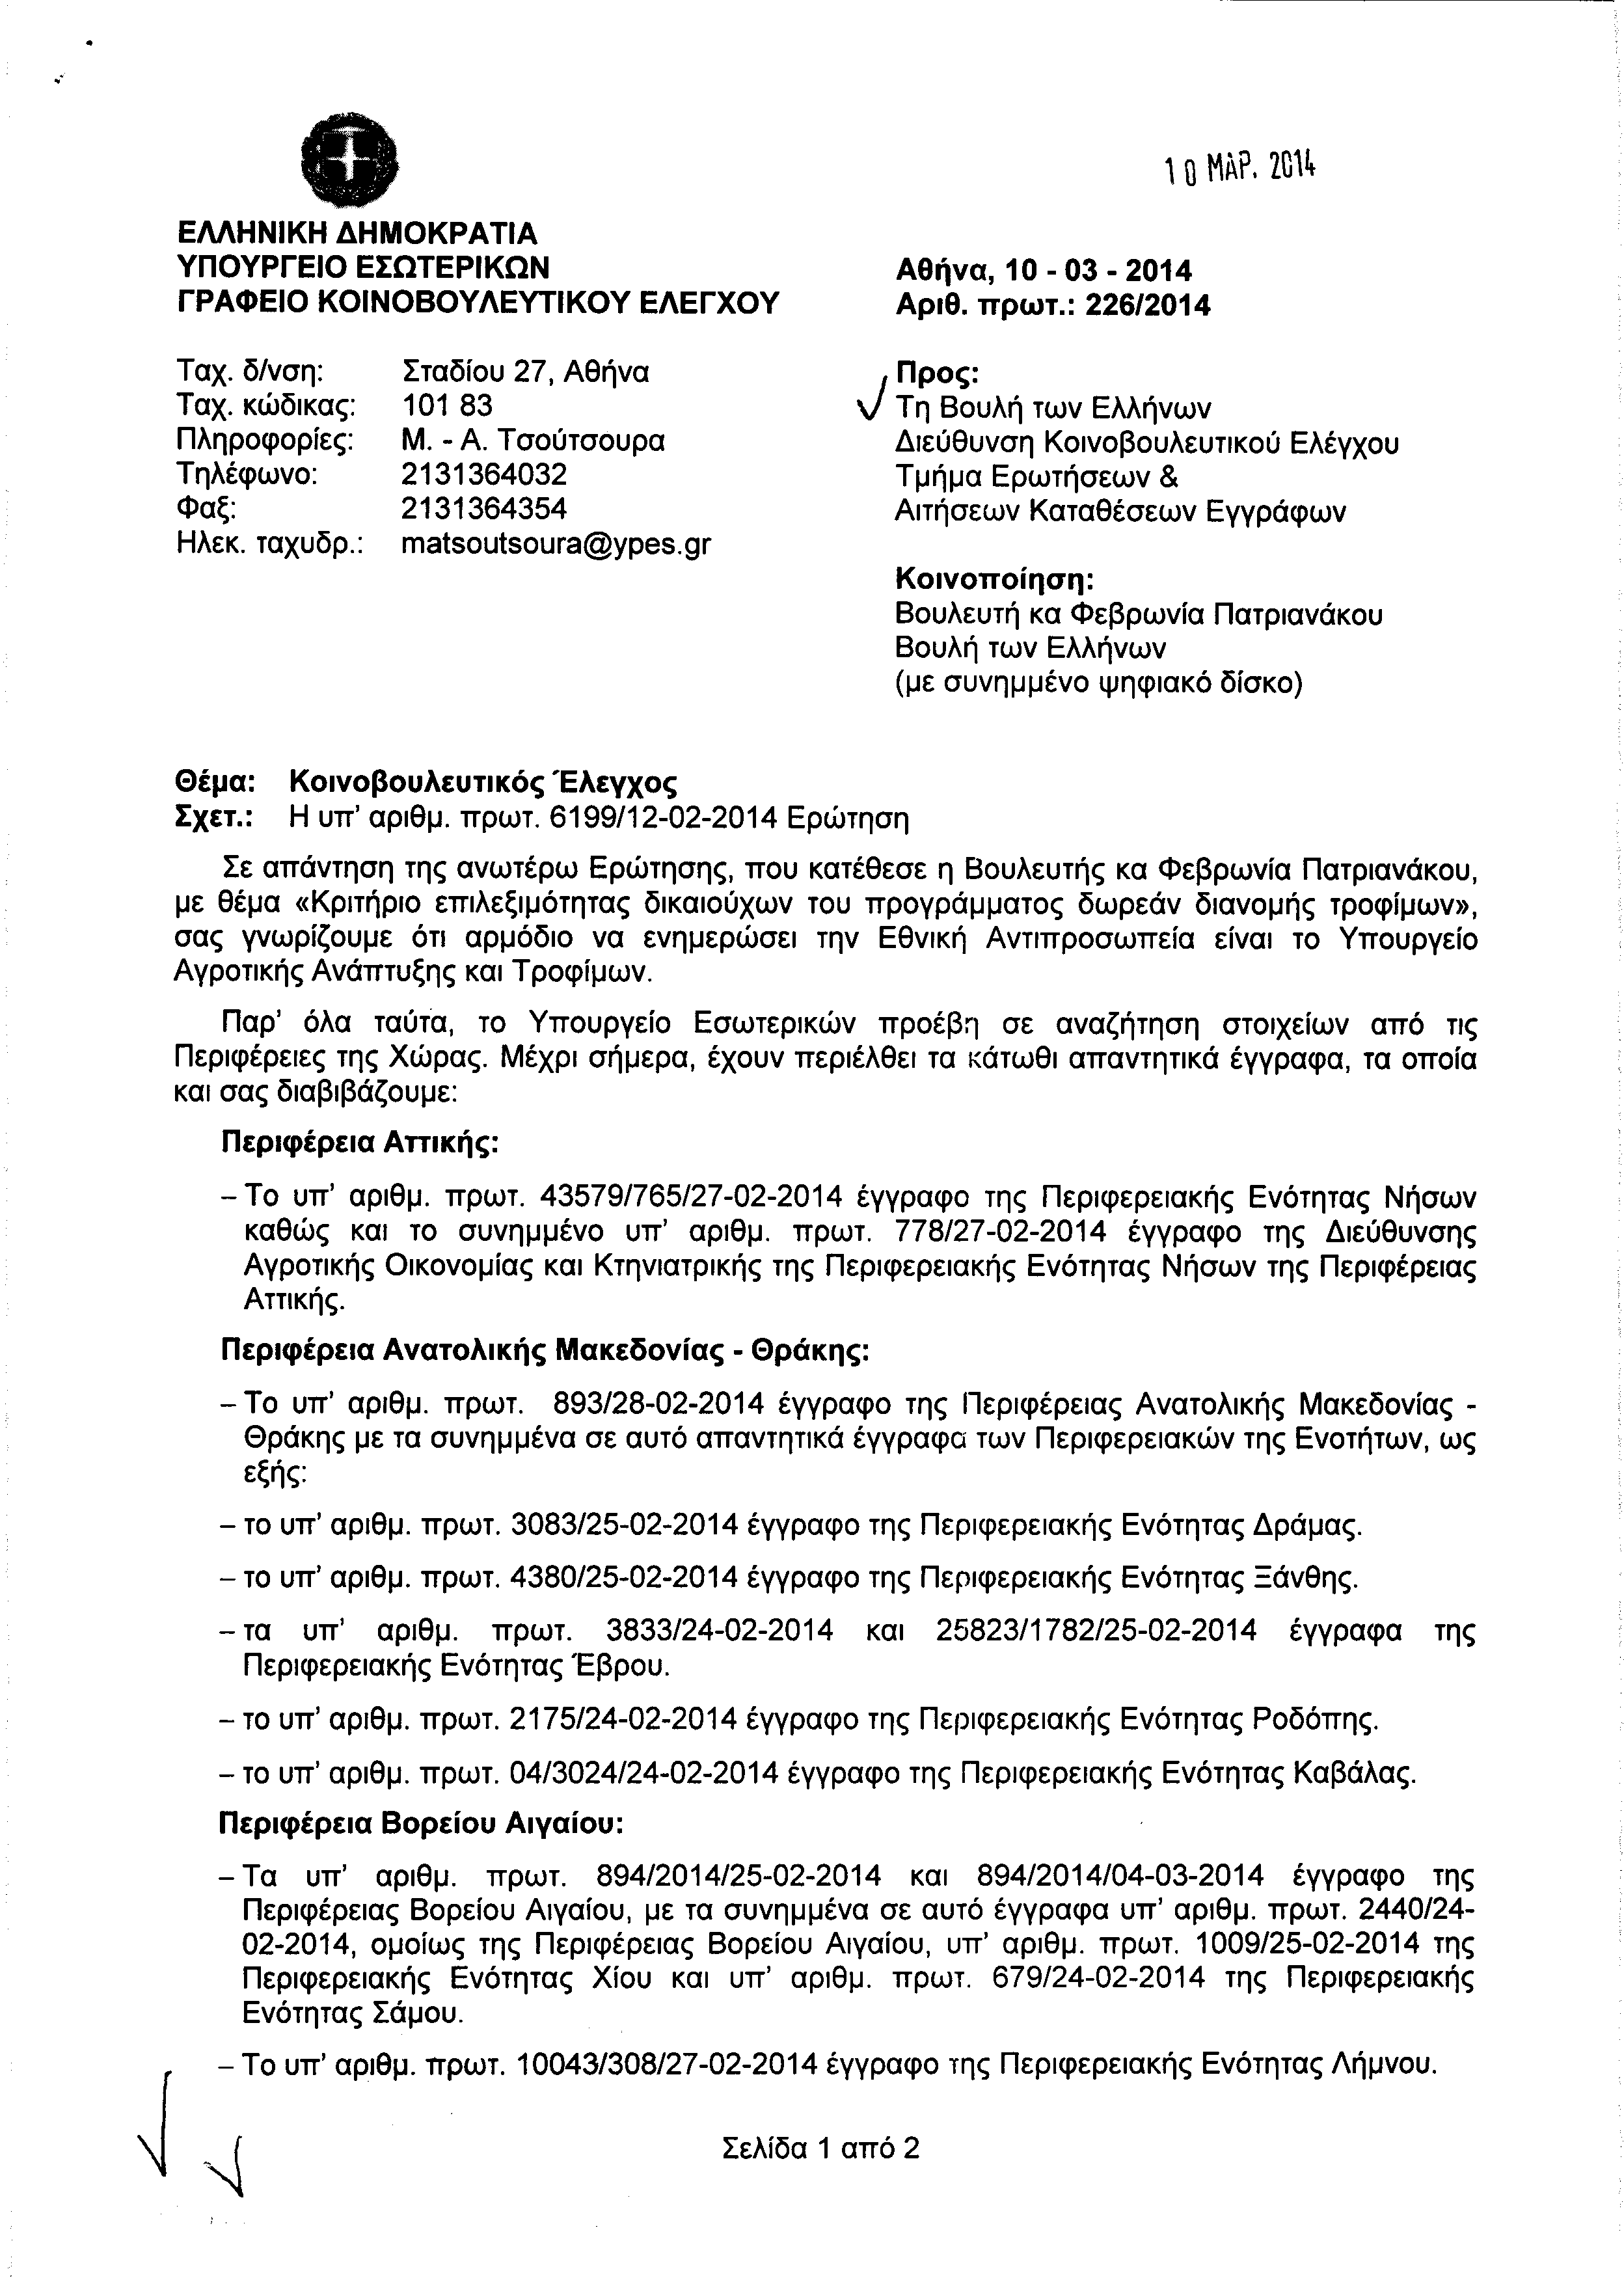 10 ΜΑΡ. 2014
ΕΛΛΗΝΙΚΗ ΔΗΜΟΚΡΑΤΙΑ
ΥΠΟΥΡΓΕΙΟ ΕΣΩΤΕΡΙΚΩΝ
ΓΡΑΦΕΙΟ ΚΟΙΝΟΒΟΥΛΕΥΤΙΚΟΥ ΕΛΕΓΧΟΥ
Αθήνα, 10 - 03 - 2014
Αριθ. πρωτ.: 226/2014
Ταχ. δ/νση: Σταδίου 27, Αθήνα
Ταχ. κώδικας: 101 83
Πληροφορίες: Μ. - Α. Τσούτσουρα
Τηλέφωνο: 2131364032
Φαξ: 2131364354
Ηλεκ. ταχυδρ.: matsoutsoura@ypes.gr
Προς:
Τη Βουλή των Ελλήνων
Διεύθυνση Κοινοβουλευτικού Ελέγχου
Τμήμα Ερωτήσεων &
Αιτήσεων Καταθέσεων Εγγράφων
Κοινοποίηση:
Βουλευτή κα Φεβρωνία Πατριανάκου
Βουλή των Ελλήνων
(με συνημμένο ψηφιακό δίσκο)
Θέμα: Κοινοβουλευτικός Έλεγχος
Σχετ.: Η υπ' αριθμ. πρωτ. 6199/12-02-2014 Ερώτηση
Σε απάντηση της ανωτέρω Ερώτησης, που κατέθεσε η Βουλευτής κα Φεβρωνία Πατριανάκου,
με θέμα «Κριτήριο επιλεξιμότητας δικαιούχων του προγράμματος δωρεάν διανομής τροφίμων»,
σας γνωρίζουμε ότι αρμόδιο να ενημερώσει την Εθνική Αντιπροσωπεία είναι το Υπουργείο
Αγροτικής Ανάπτυξης και Τροφίμων.
Παρ' όλα ταύτα, το Υπουργείο Εσωτερικών προέβη σε αναζήτηση στοιχείων από τις
Περιφέρειες της Χώρας. Μέχρι σήμερα, έχουν περιέλθει τα κάτωθι απαντητικά έγγραφα, τα οποία
και σας διαβιβάζουμε:
Περιφέρεια Αττικής:
– Το υπ' αριθμ. πρωτ. 43579/765/27-02-2014 έγγραφο της Περιφερειακής Ενότητας Νήσων
καθώς και το συνημμένο υπ' αριθμ. πρωτ. 778/27-02-2014 έγγραφο της Διεύθυνσης
Αγροτικής Οικονομίας και Κτηνιατρικής της Περιφερειακής Ενότητας Νήσων της Περιφέρειας
Αττικής.
Περιφέρεια Ανατολικής Μακεδονίας - Θράκης:
– Το υπ' αριθμ. πρωτ. 893/28-02-2014 έγγραφο της Περιφέρειας Ανατολικής Μακεδονίας -
Θράκης με τα συνημμένα σε αυτό απαντητικά έγγραφα των Περιφερειακών της Ενοτήτων, ως
εξής:
– το υπ' αριθμ. πρωτ. 3083/25-02-2014 έγγραφο της Περιφερειακής Ενότητας Δράμας.
– το υπ' αριθμ. πρωτ. 4380/25-02-2014 έγγραφο της Περιφερειακής Ενότητας Ξάνθης.
– τα υπ' αριθμ. πρωτ. 3833/24-02-2014 και 25823/1782/25-02-2014 έγγραφα της
Περιφερειακής Ενότητας Έβρου.
– το υπ' αριθμ. πρωτ. 2175/24-02-2014 έγγραφο της Περιφερειακής Ενότητας Ροδόπης.
– το υπ' αριθμ. πρωτ. 04/3024/24-02-2014 έγγραφο της Περιφερειακής Ενότητας Καβάλας.
Περιφέρεια Βορείου Αιγαίου:
– Τα υπ' αριθμ. πρωτ. 894/2014/25-02-2014 και 894/2014/04-03-2014 έγγραφο της
Περιφέρειας Βορείου Αιγαίου, με τα συνημμένα σε αυτό έγγραφα υπ' αριθμ. πρωτ. 2440/24-
02-2014, ομοίως της Περιφέρειας Βορείου Αιγαίου, υπ' αριθμ. πρωτ. 1009/25-02-2014 της
Περιφερειακής Ενότητας Χίου και υπ' αριθμ. πρωτ. 679/24-02-2014 της Περιφερειακής
Ενότητας Σάμου.
– Το υπ' αριθμ. πρωτ. 10043/308/27-02-2014 έγγραφο της Περιφερειακής Ενότητας Λήμνου.
Σελίδα 1 από 2